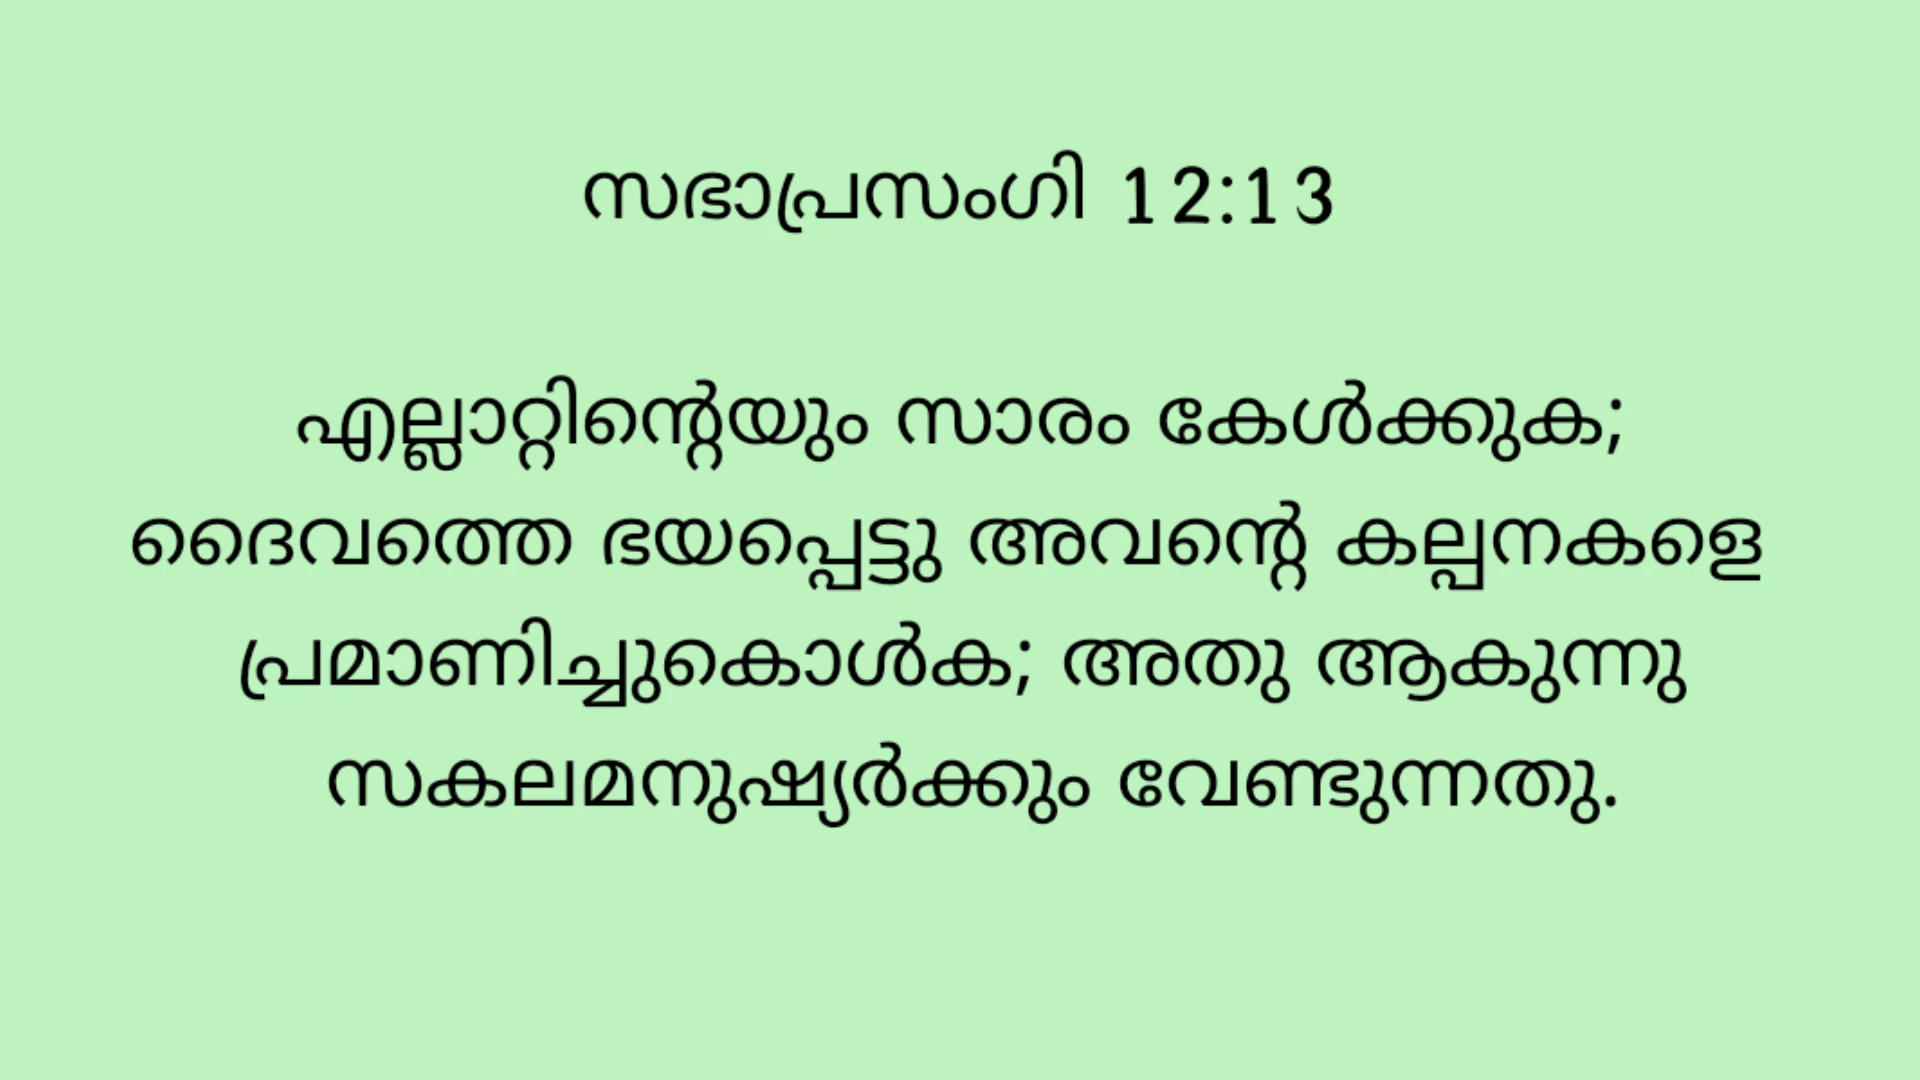 സഭാപ്രസംഗി 12:13
എല്ലാറ്റിന്റെയും സാരം കേൾക്കുക;
ദൈവത്തെ ഭയപ്പെട്ടു അവന്റെ കല്പനകളെ
പ്രമാണിച്ചുകൊൾക; അതു ആകുന്നു
സകലമനുഷ്യർക്കും വേണ്ടുന്നതു.